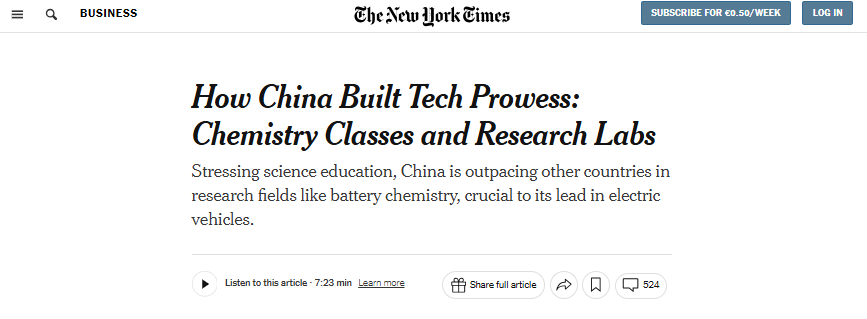 BUSINESS
The New York Times
SUBSCRIBE FOR €0.50/WEEK
LOG IN
How China Built Tech Prowess:
Chemistry Classes and Research Labs
Stressing science education, China is outpacing other countries in
research fields like battery chemistry, crucial to its lead in electric
vehicles.
Listen to this article · 7:23 min Learn more
Share full article
524